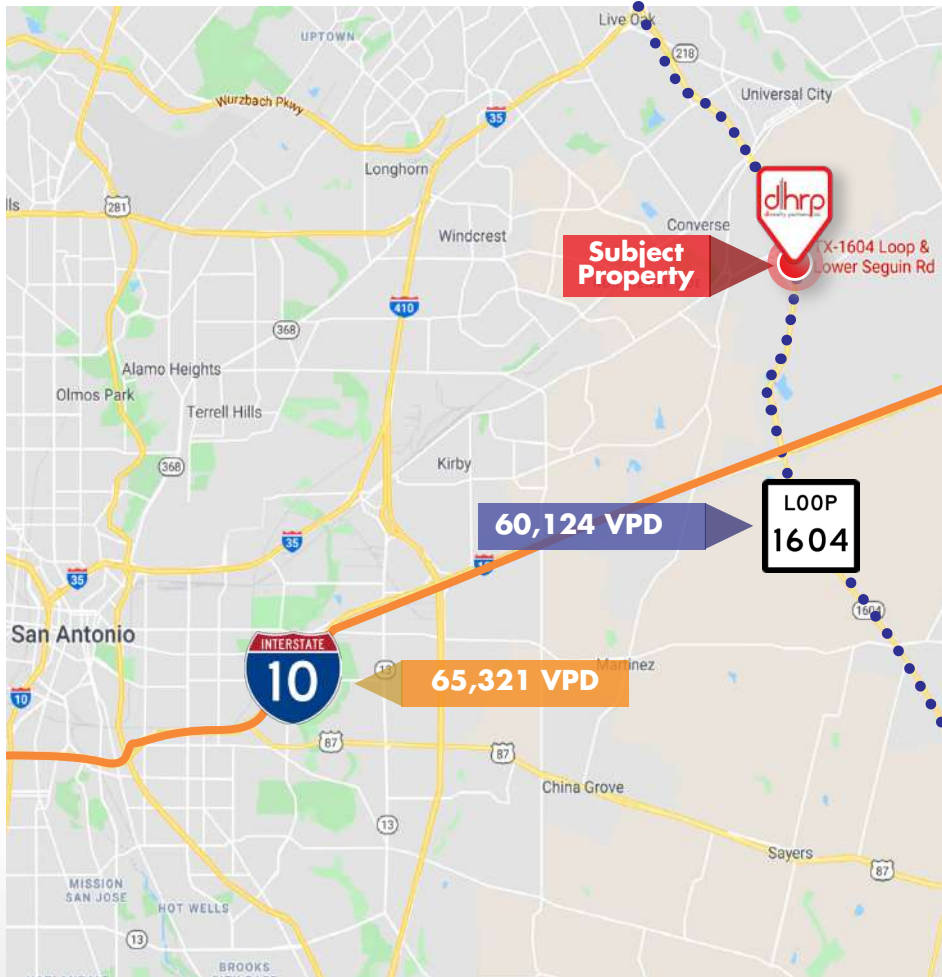 Live Oak
UPTOWN
218
Universal City
Wurzbach Pkwy
35
Longhorn
281
dhrp
Converse
Windcrest
Subject
Property
TX-1604 Loop &
Lower Seguin Rd
410
368
Alamo Heights
Olmos Park
Terrell Hills
368
Kirby
LOOP
1604
60,124 VPD
35
10
35
1604
San Antonio
INTERSTATE
10
13
Martinez
65,321 VPD
10
87
87
China Grove
13
Sayers
87
MISSION
SAN JOSE
HOT WELLS
13
BROOKS